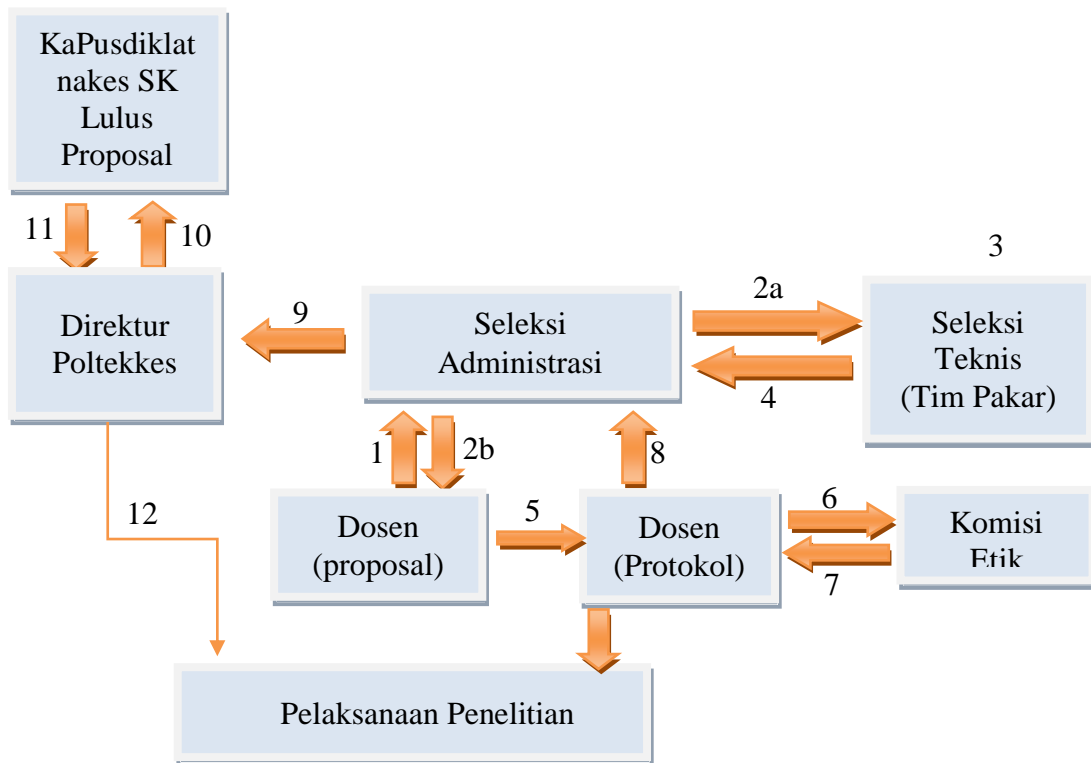 KaPusdiklat
nakes SK
Lulus
Proposal
11
10
3
Direktur
Poltekkes
9
Seleksi
Administrasi
2a
4
Seleksi
Teknis
(Tim Pakar)
1
2b
8
Dosen
(proposal)
5
Dosen
(Protokol)
6
7
Komisi
Etik
12
Pelaksanaan Penelitian